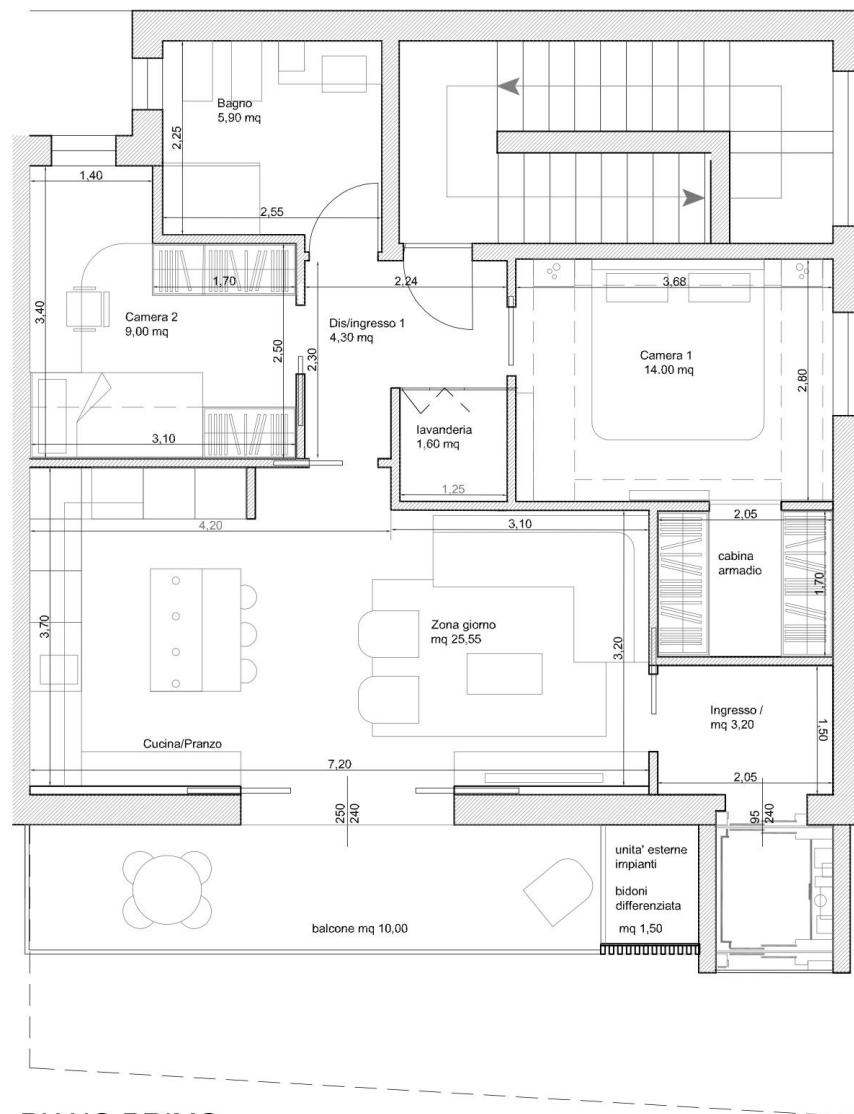 Bagno
5,90 mq
2,25
2,55
1,40
1,70
3,40
Camera 2
9,00 mq
2,50
3,10
2,24
Dis/ingresso 1
4,30 mq
2,30
3,68
Camera 1
14.00 mq
2,80
lavanderia
1,60 mq
1,25
4,20
3,10
2,05
cabina
armadio
1,70
3,70
Zona giorno
mq 25,55
3,20
Cucina/Pranzo
7,20
Ingresso /
mq 3,20
1,50
2,05
250
240
95
240
unita' esterne
impianti
bidoni
differenziata
mq 1,50
balcone mq 10,00